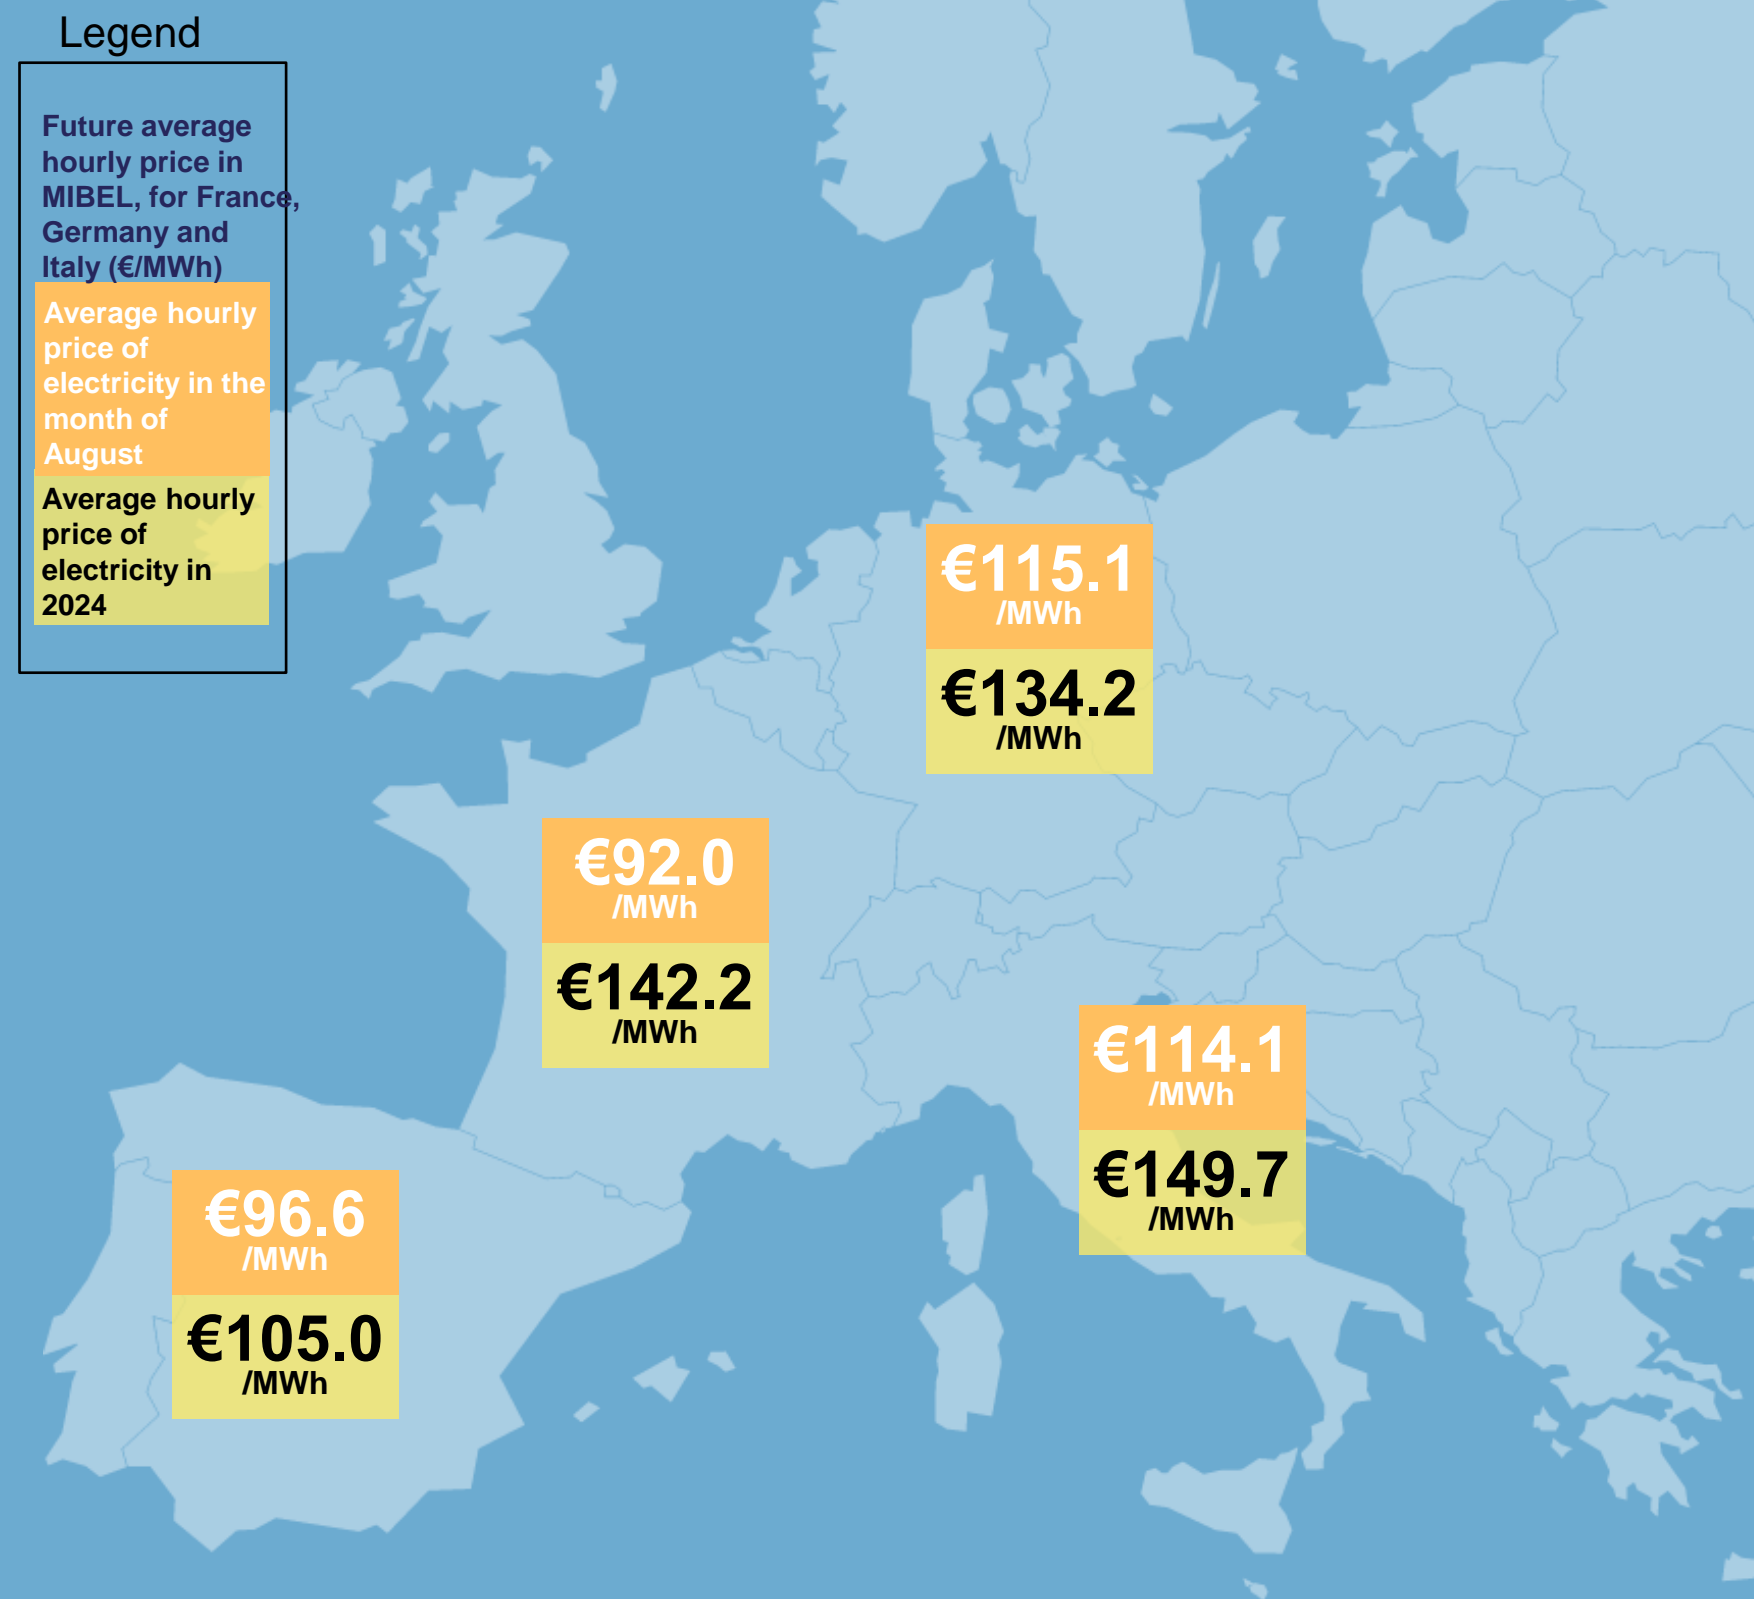 Legend
Future average
hourly price in
MIBEL, for France,
Germany and
Italy (€/MWh)
Average hourly
price of
electricity in the
month of
August
Average hourly
price of
electricity in
2024
€115.1
/MWh
€134.2
/MWh
€92.0
/MWh
€142.2
/MWh
€114.1
/MWh
€149.7
/MWh
€96.6
/MWh
€105.0
/MWh